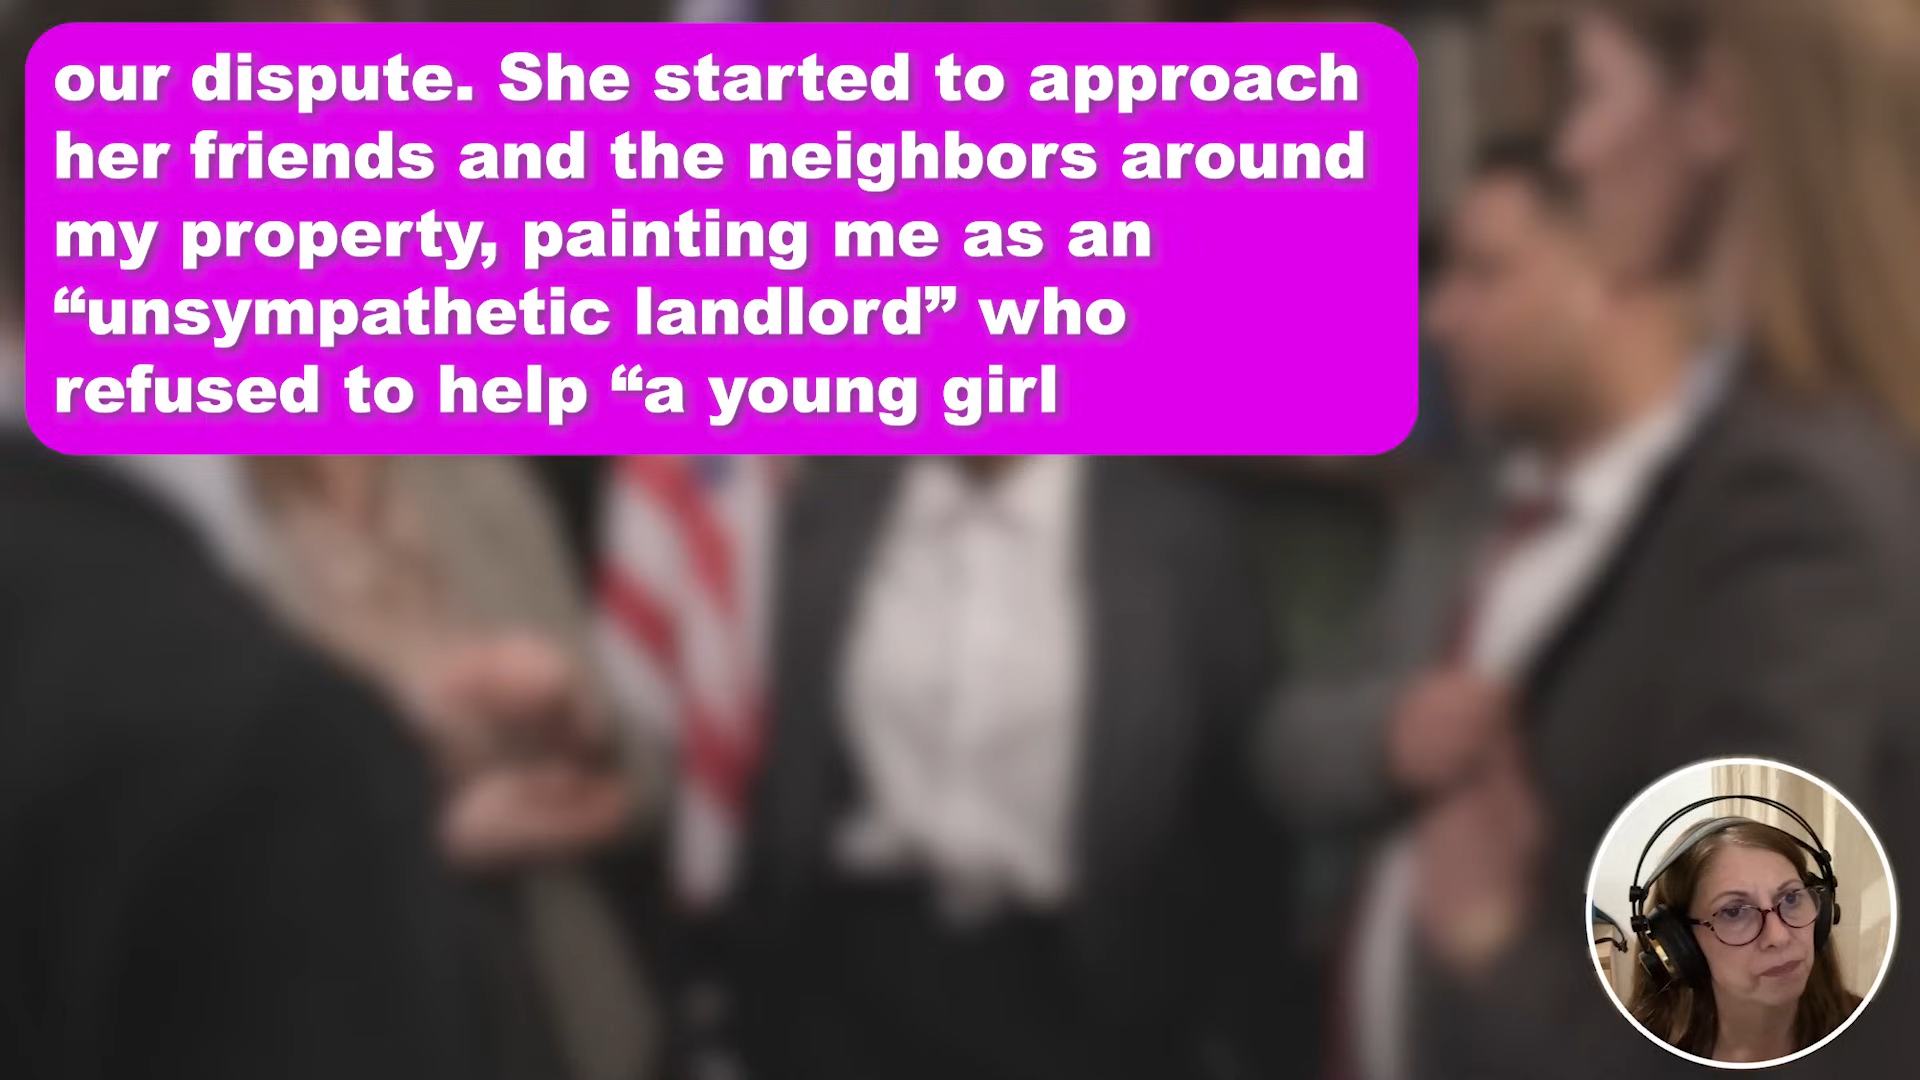 our dispute. She started to approach
her friends and the neighbors around
my property, painting me as an
“unsympathetic landlord” who
refused to help “a young girl